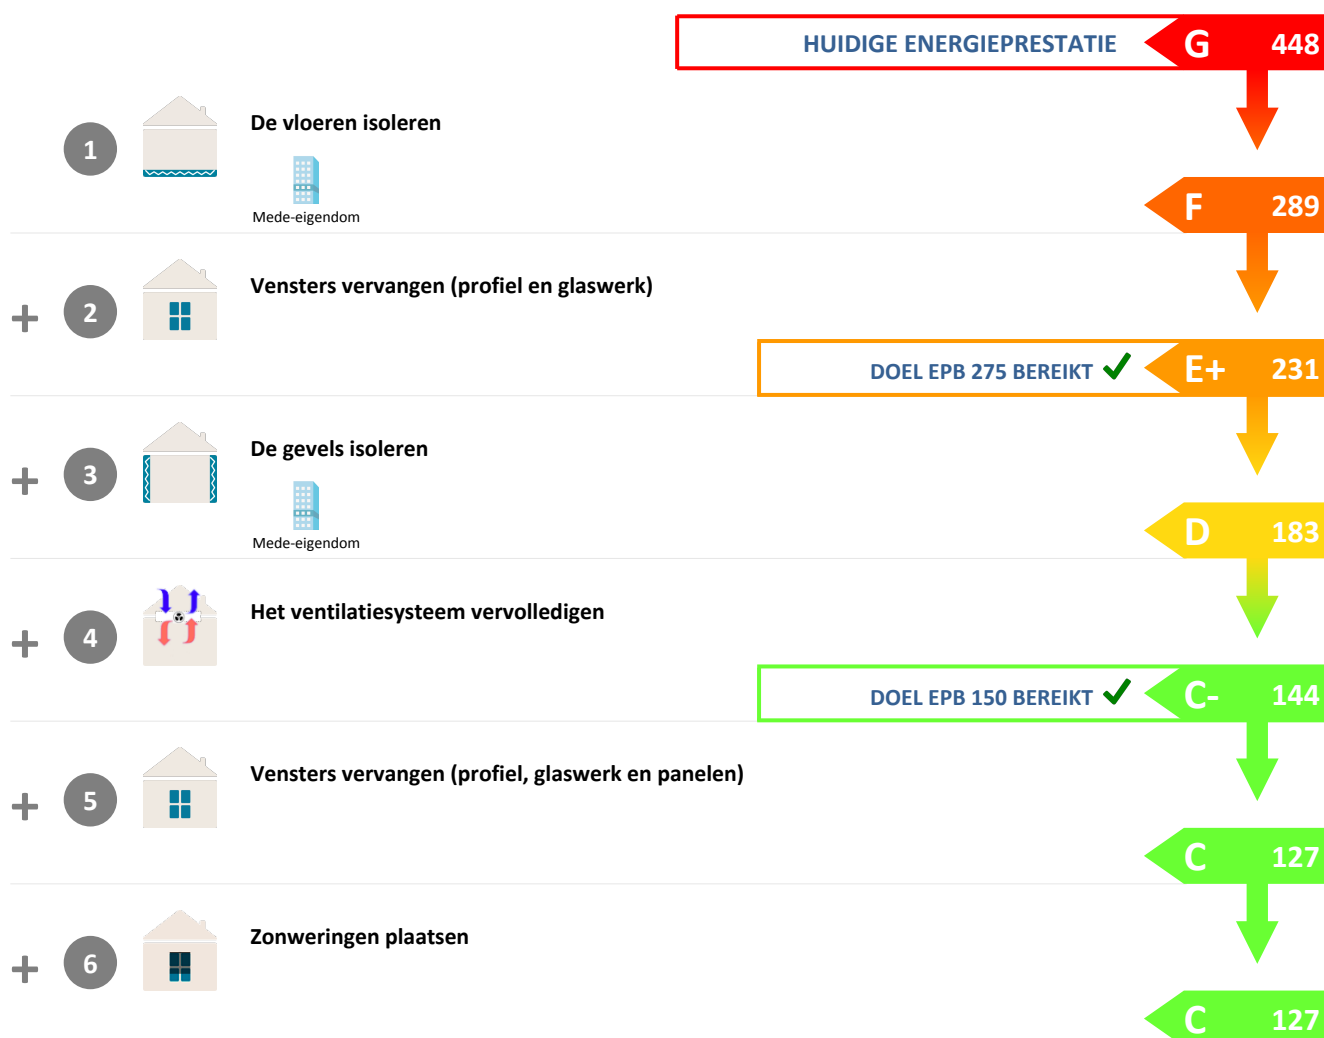 HUIDIGE ENERGIEPRESTATIE G 448
1 De vloeren isoleren
Mede-eigendom
F 289
+ 2 Vensters vervangen (profiel en glaswerk)
DOEL EPB 275 BEREIKT E+ 231
+ 3 De gevels isoleren
Mede-eigendom
D 183
+ 4 Het ventilatiesysteem vervolledigen
DOEL EPB 150 BEREIKT C- 144
+ 5 Vensters vervangen (profiel, glaswerk en panelen)
C 127
+ 6 Zonweringen plaatsen
C 127